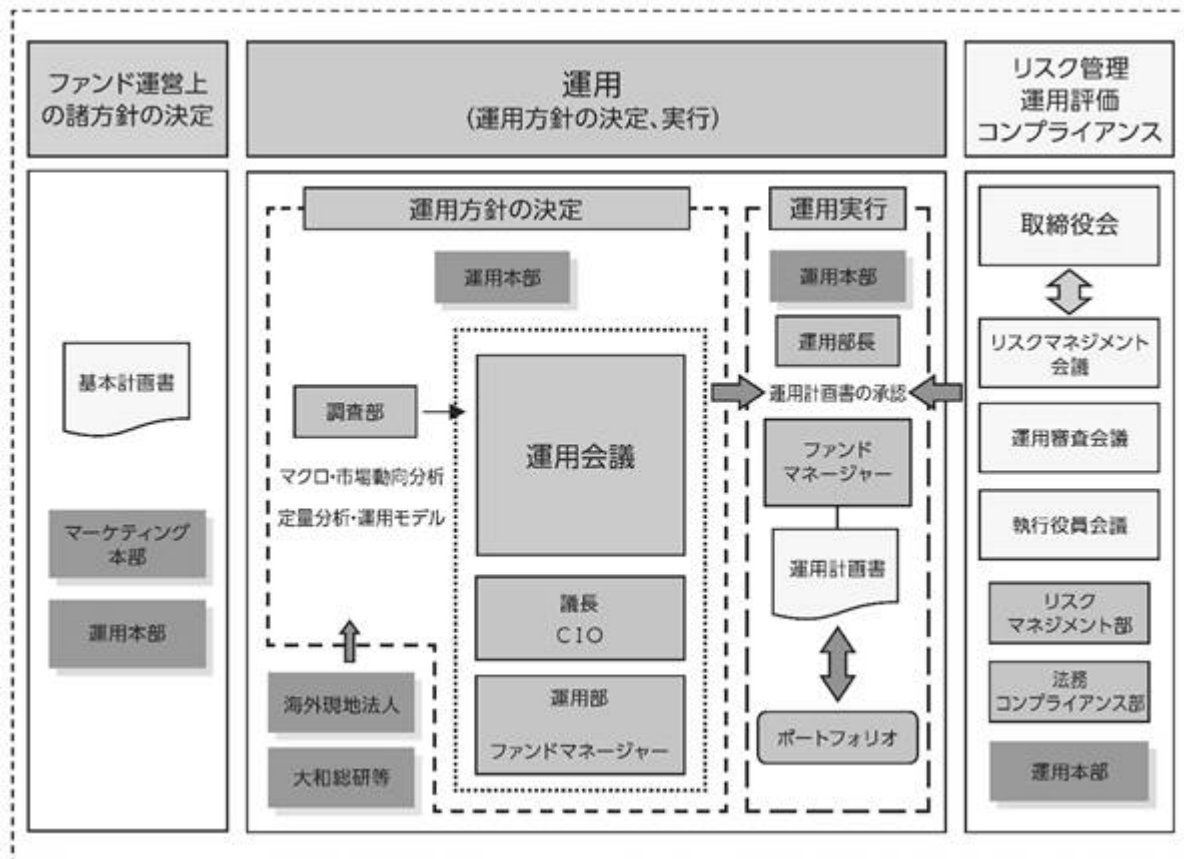 ファンド運営上
の諸方針の決定
運用
(運用方針の決定、実行)
リスク管理
運用評価
コンプライアンス
基本計画書
マーケティング
本部
運用本部
運用方針の決定
運用本部
調査部
マクロ・市場動向分析
定量分析・運用モデル
海外現地法人
大和総研等
運用会議
議長
CIO
運用部
ファンドマネージャー
運用実行
運用本部
運用部長
運用計画書の承認
ファンド
マネージャー
運用計画書
ポートフォリオ
取締役会
リスクマネジメント
会議
運用審査会議
執行役員会議
リスク
マネジメント部
法務
コンプライアンス部
運用本部